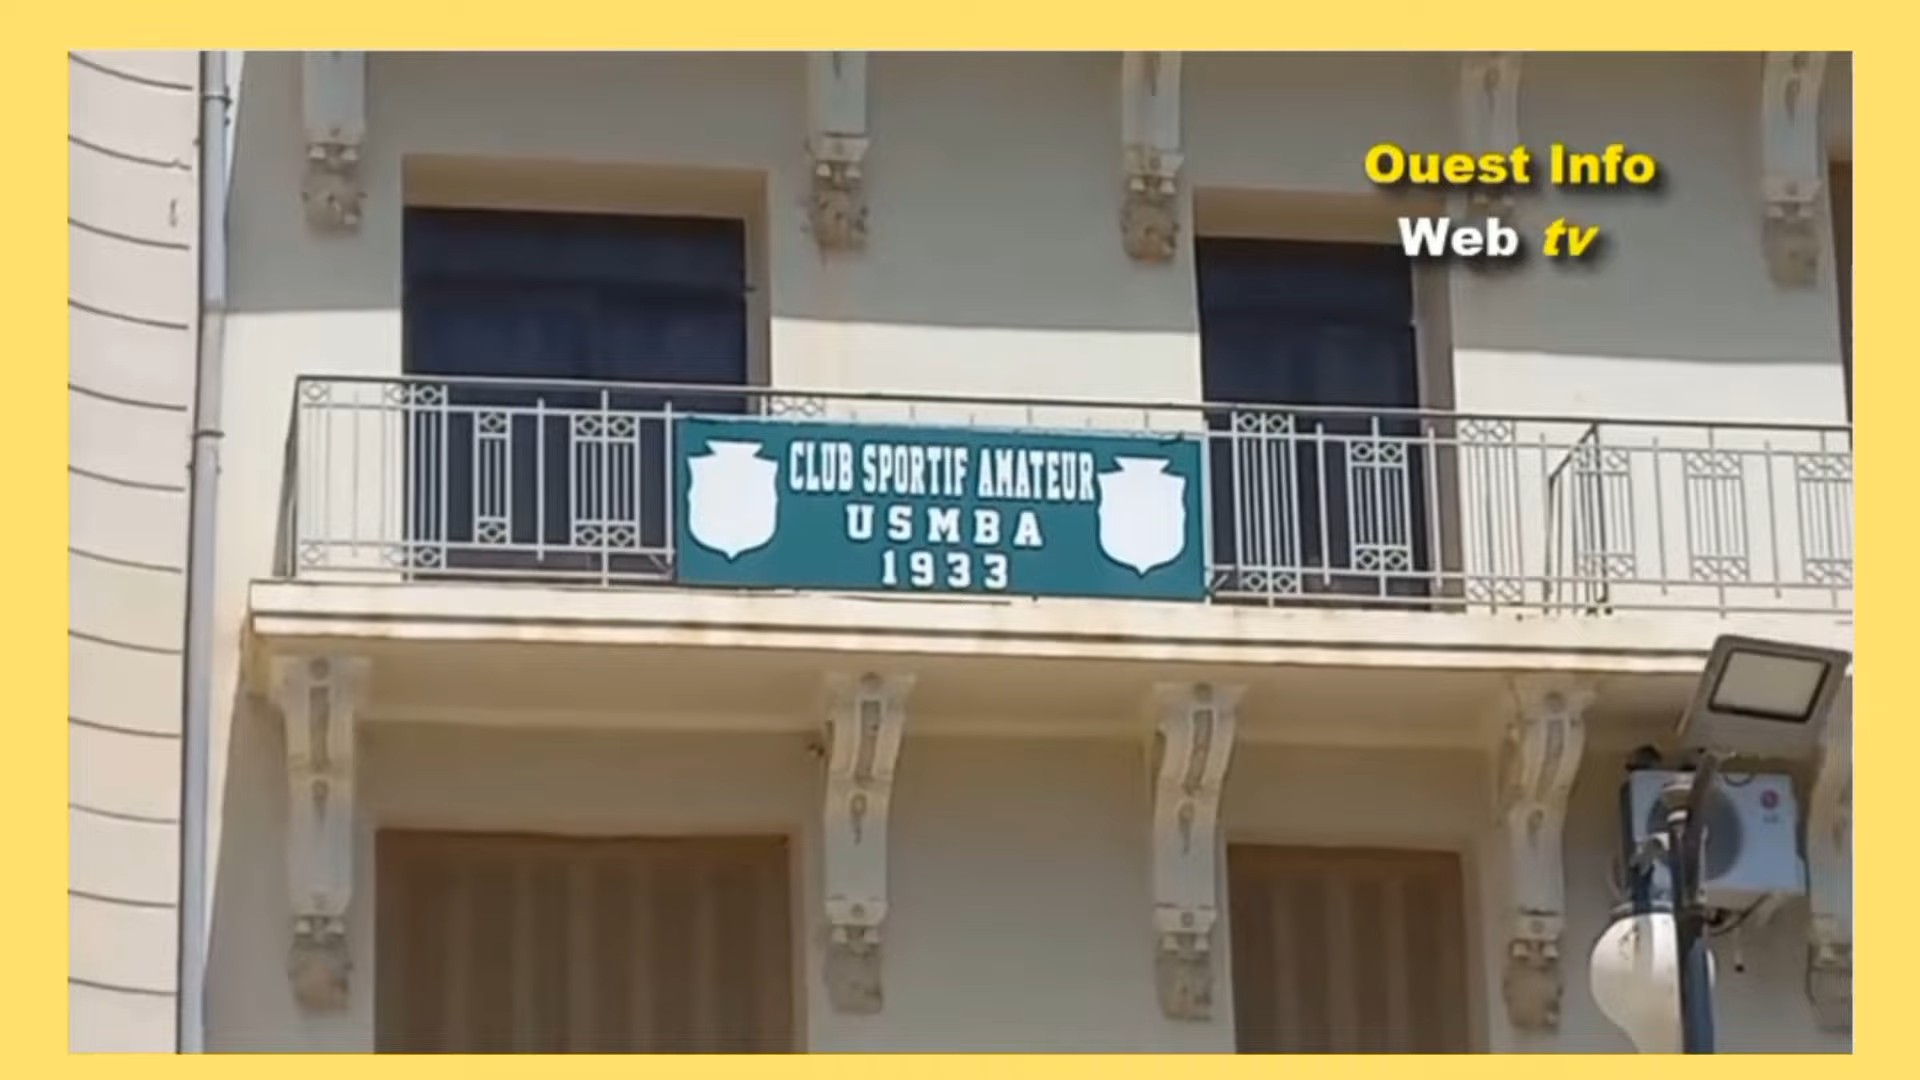 Ouest Info
Web tv
CLUB SPORTIF AMATEUR
USMBA
1933